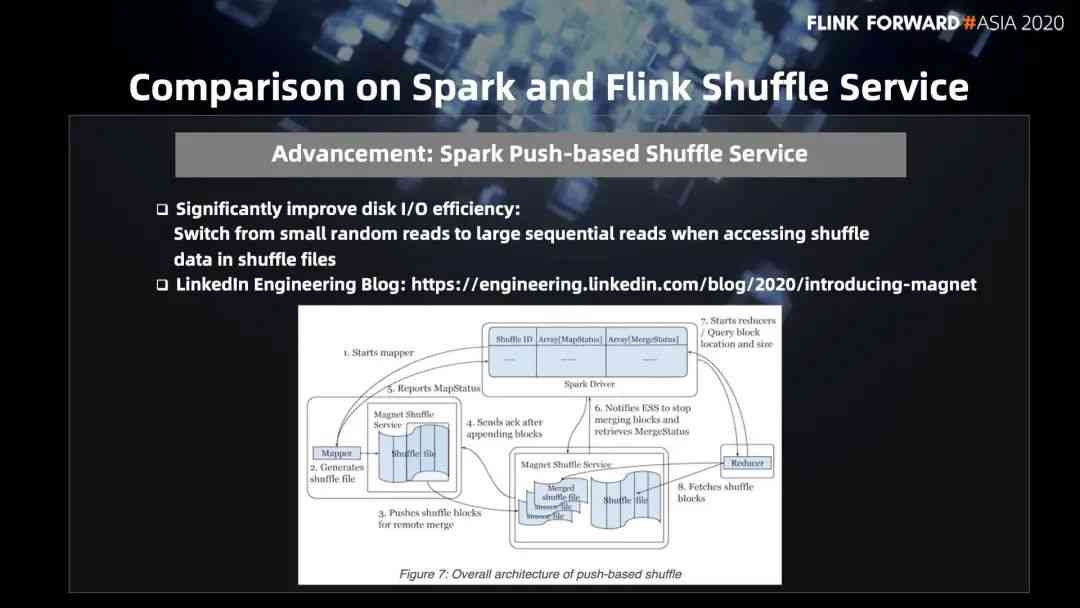 FLINK FORWARD #ASIA 2020
Comparison on Spark and Flink Shuffle Service
Advancement: Spark Push-based Shuffle Service
Significantly improve disk I/O efficiency:
Switch from small random reads to large sequential reads when accessing shuffle
data in shuffle files
LinkedIn Engineering Blog: https://engineering.linkedin.com/blog/2020/introducing-magnet
Shuffle ID Array[MapStatus] Array[MergeStatus]
Spark Driver
1. Starts mapper
5. Reports MapStatus
7. Starts reducers
/ Query block
location and size
Magnet Shuffle
Service
Mapper
Shuffle file
2. Generates
shuffle file
4. Sends ack after
appending blocks
6. Notifies ESS to stop
merging blocks and
retrieves MergeStatus
3. Pushes shuffle blocks
for remote merge
Magnet Shuffle Service
Merged
shuffle file
Shuffle file
Reducer
8. Fetches shuffle
blocks
Figure 7: Overall architecture of push-based shuffle